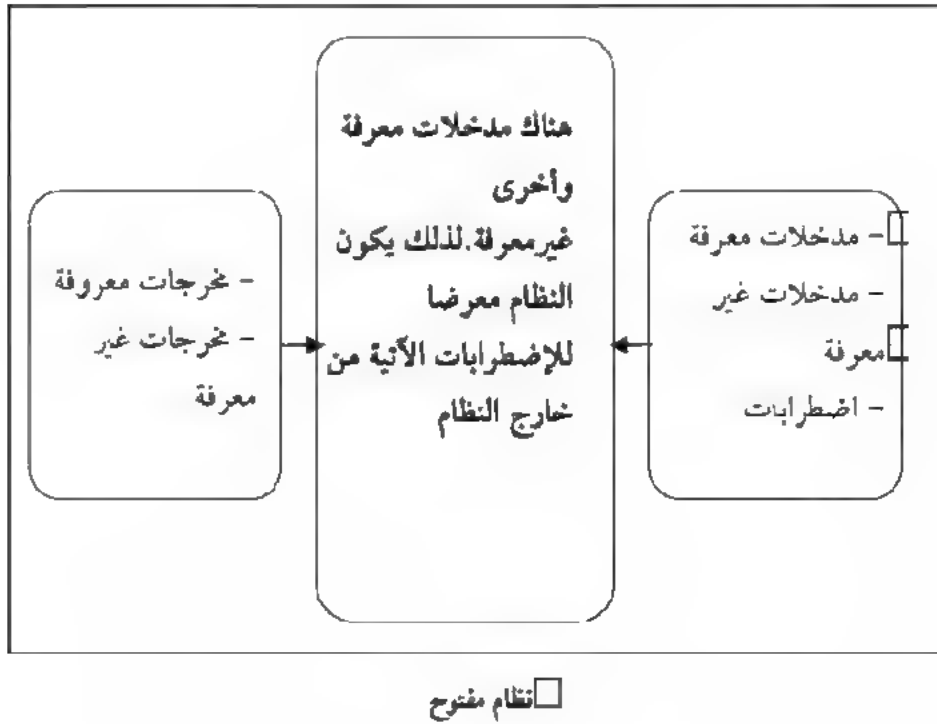 هناك مدخلات معرفة
وأخرى
غيرمعرفة.لذلك يكون
النظام معرضا
للإضطرابات الآتية من
خارج النظام
- مدخلات معرفة
- مدخلات غير
معرفة
- اضطرابات
- مخرجات معروفة
- مخرجات غير
معرفة
نظام مفتوح